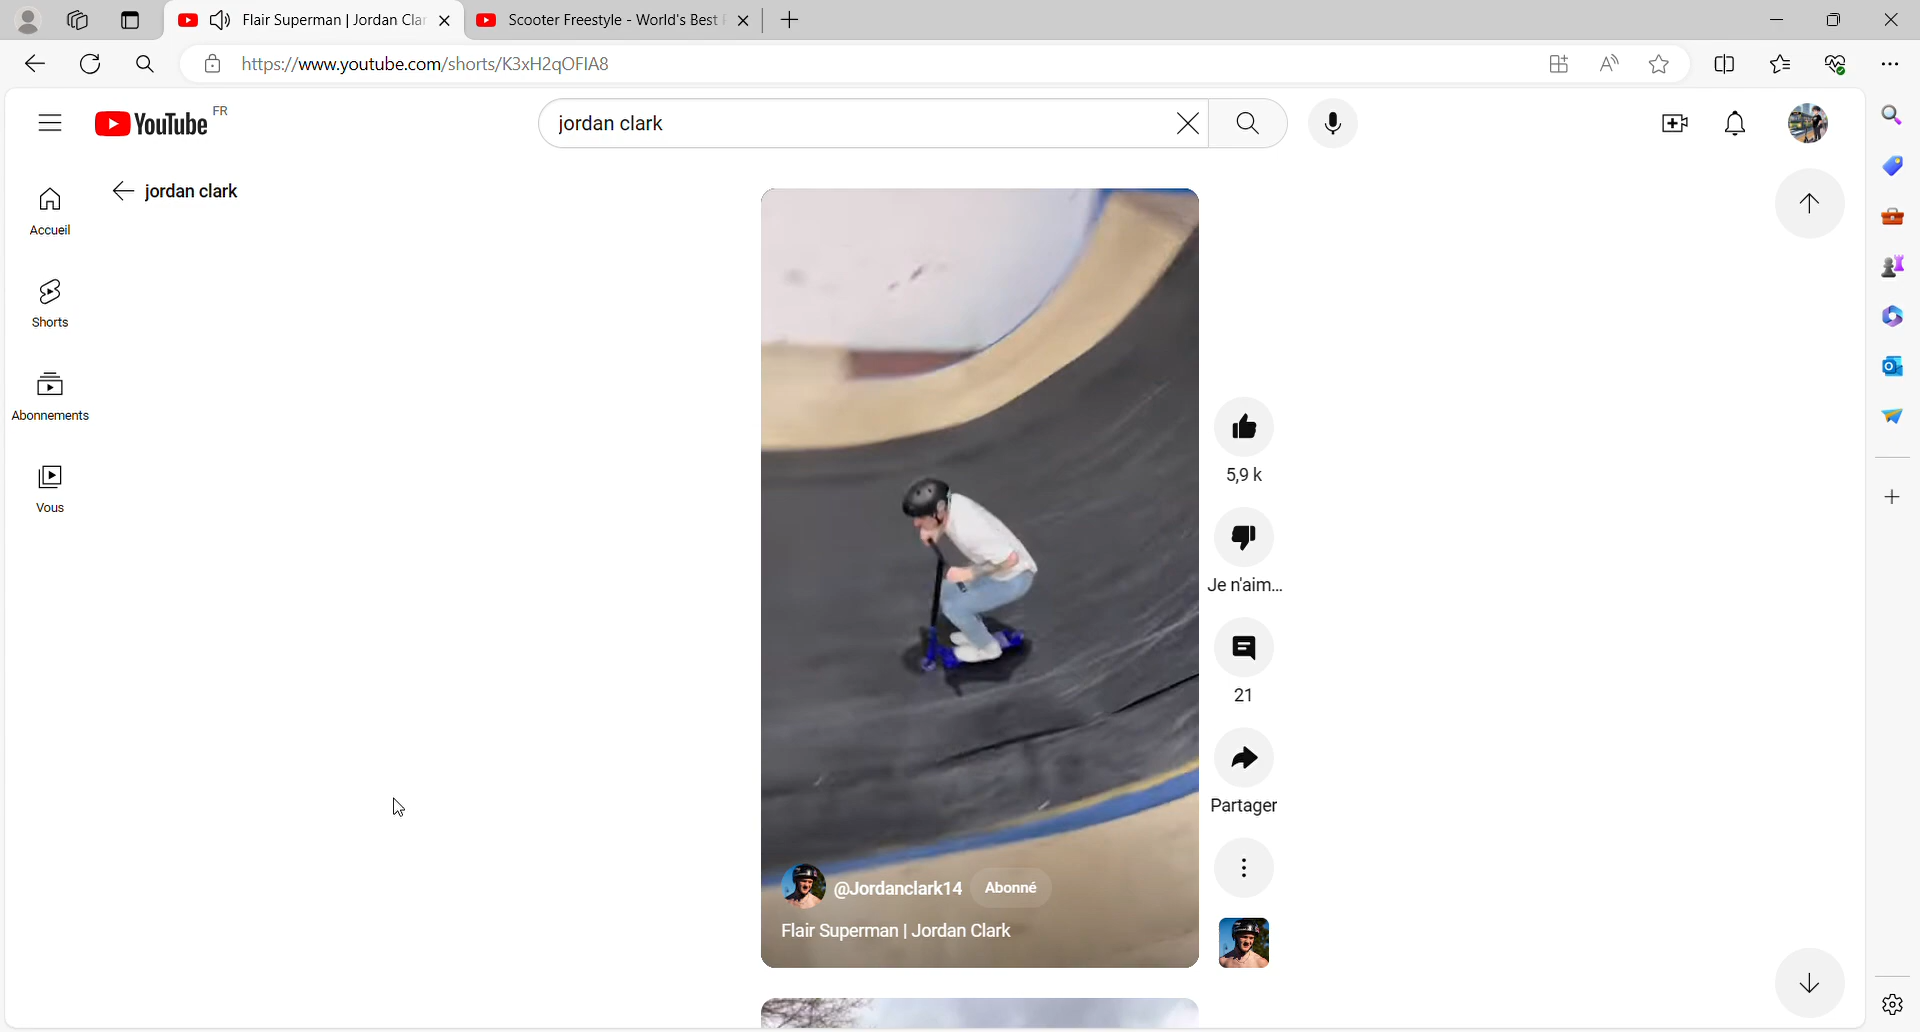 Flair Superman | Jordan Clar
Scooter Freestyle - World's Best
https://www.youtube.com/shorts/K3xH2qOFIA8
YouTube FR
jordan clark
jordan clark
Accueil
Shorts
Abonnements
Vous
5,9 k
Je n'aim...
21
Partager
@Jordanclark14 Abonné
Flair Superman | Jordan Clark